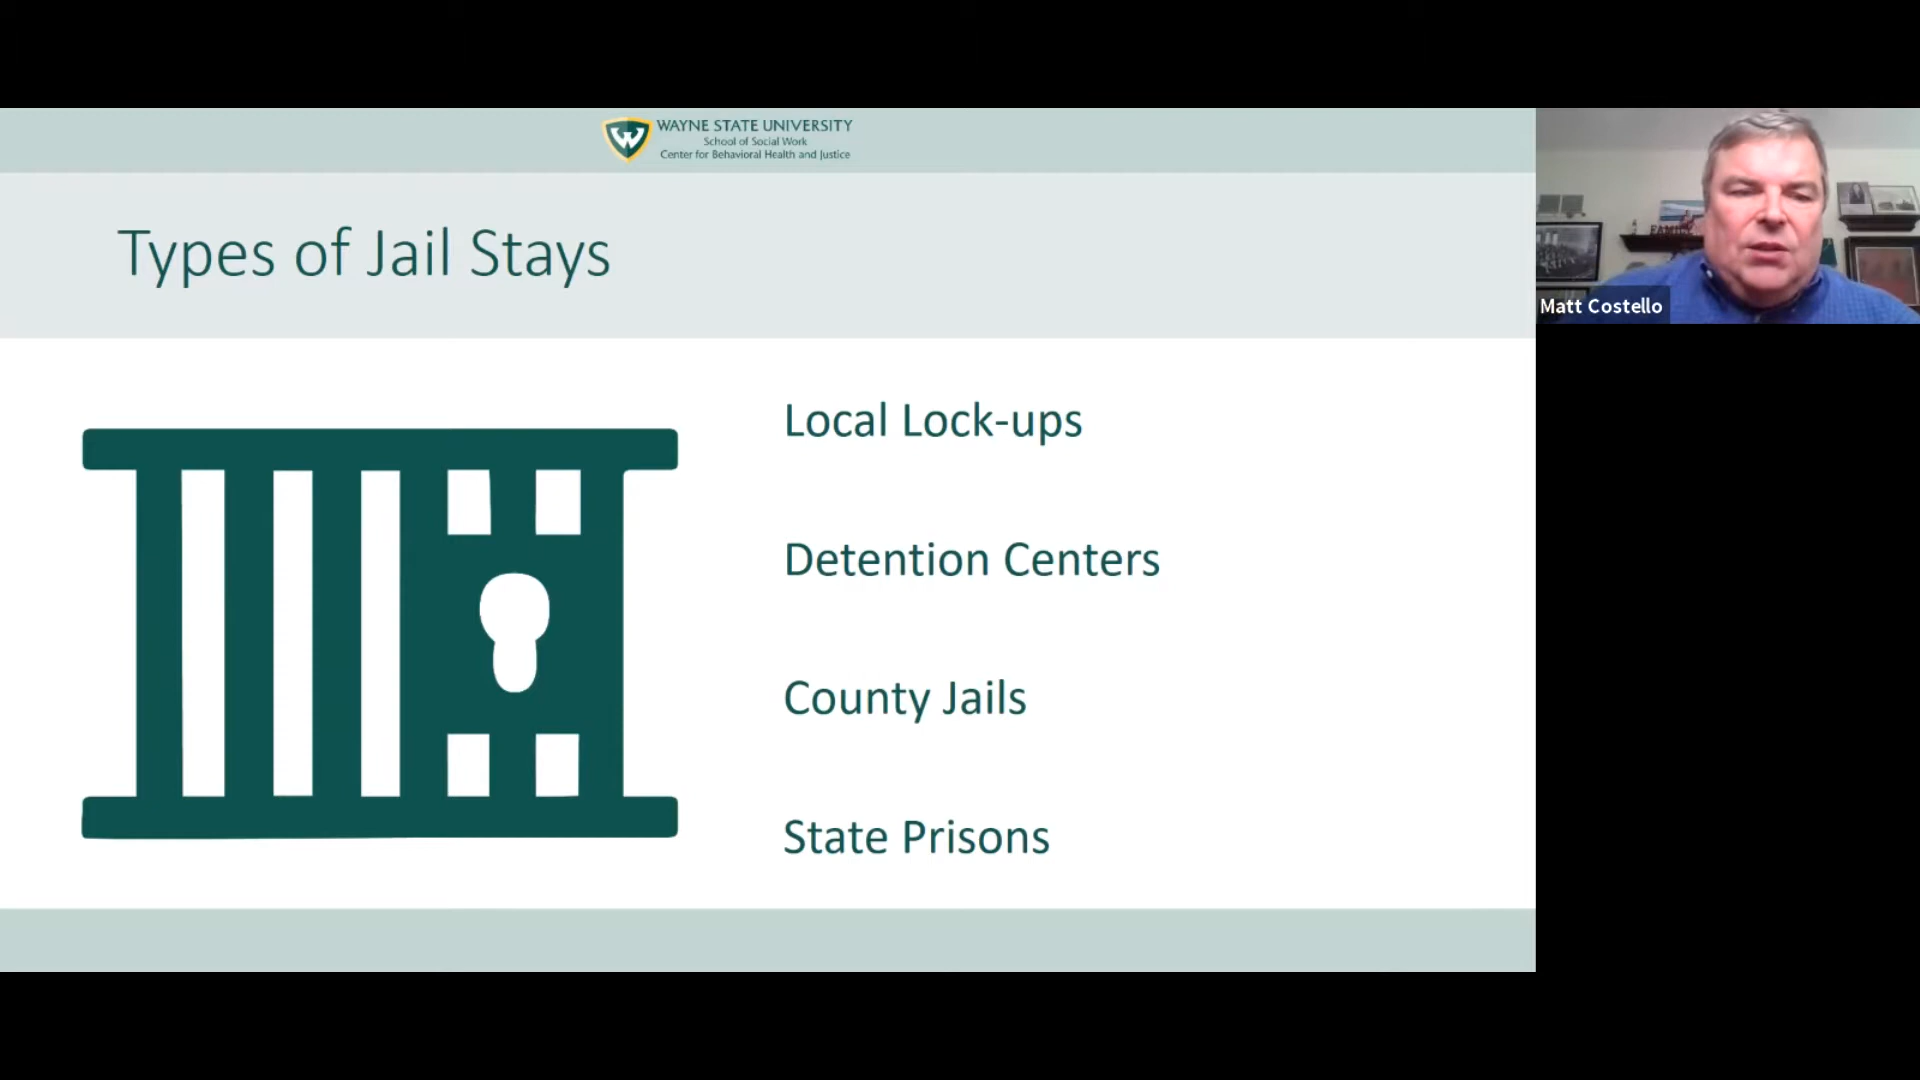 WAYNE STATE UNIVERSITY
School of Social Work
Center for Behavioral Health and Justice
Types of Jail Stays
FAMILY
Matt Costello
Local Lock-ups
Detention Centers
County Jails
State Prisons